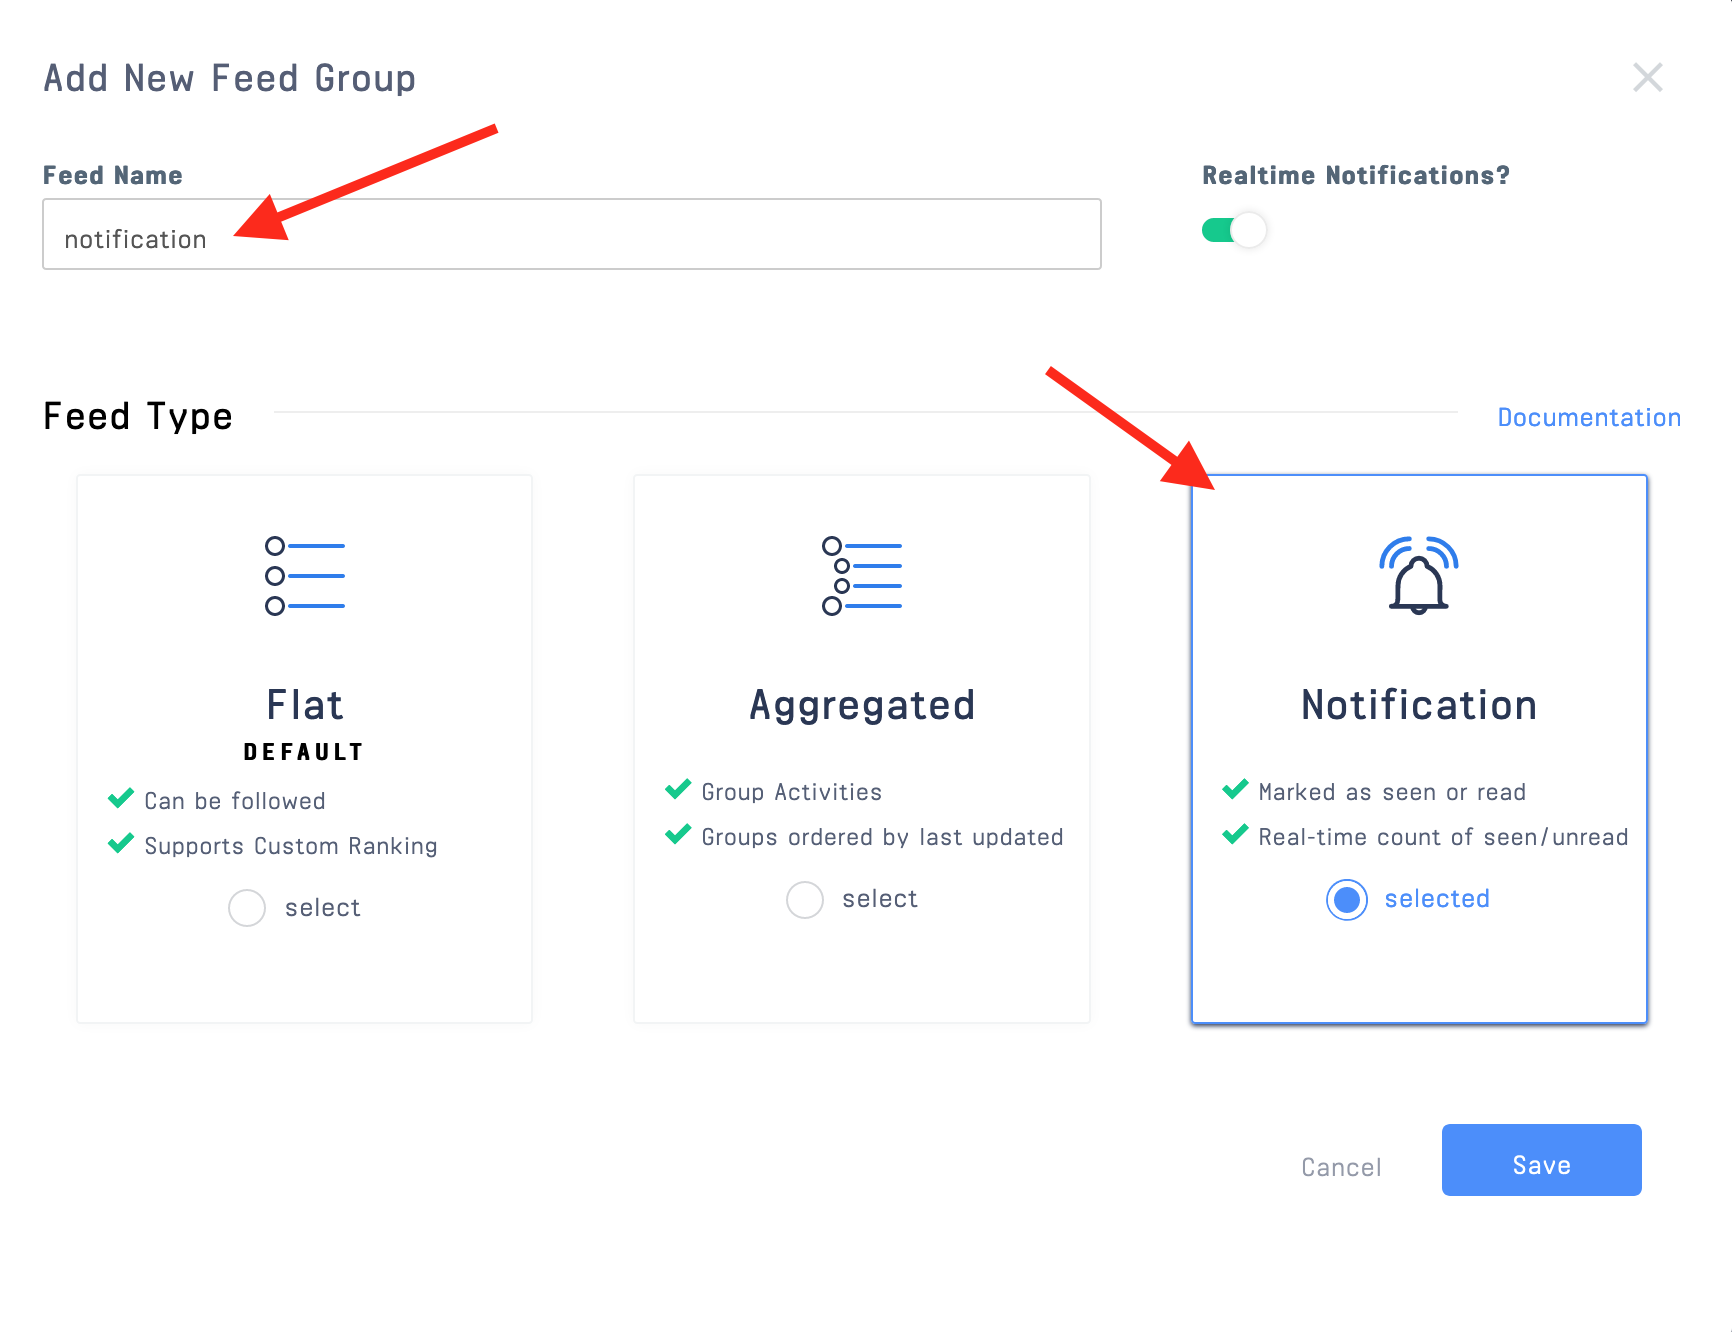 Add New Feed Group
Feed Name
Realtime Notifications?
notification
Feed Type
Documentation
Flat
DEFAULT
Can be followed
Supports Custom Ranking
select
Aggregated
Group Activities
Groups ordered by last updated
select
Notification
Marked as seen or read
Real-time count of seen/unread
selected
Cancel
Save